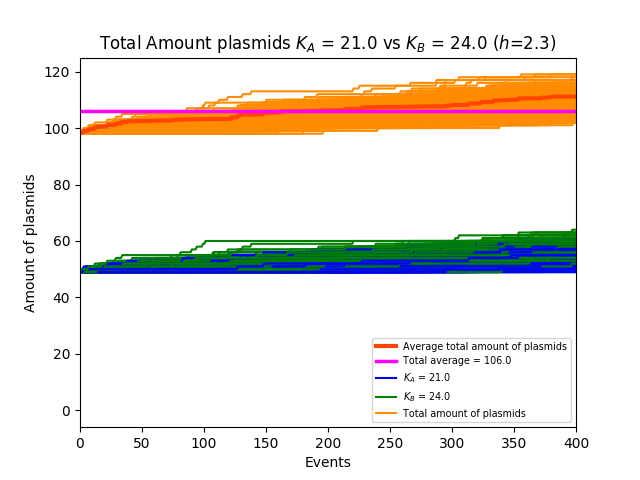 Total Amount plasmids K_A = 21.0 vs K_B = 24.0 (h=2.3)
120
100
80
60
40
20
0
Amount of plasmids
Average total amount of plasmids
Total average = 106.0
K_A = 21.0
K_B = 24.0
Total amount of plasmids
0 50 100 150 200 250 300 350 400
Events